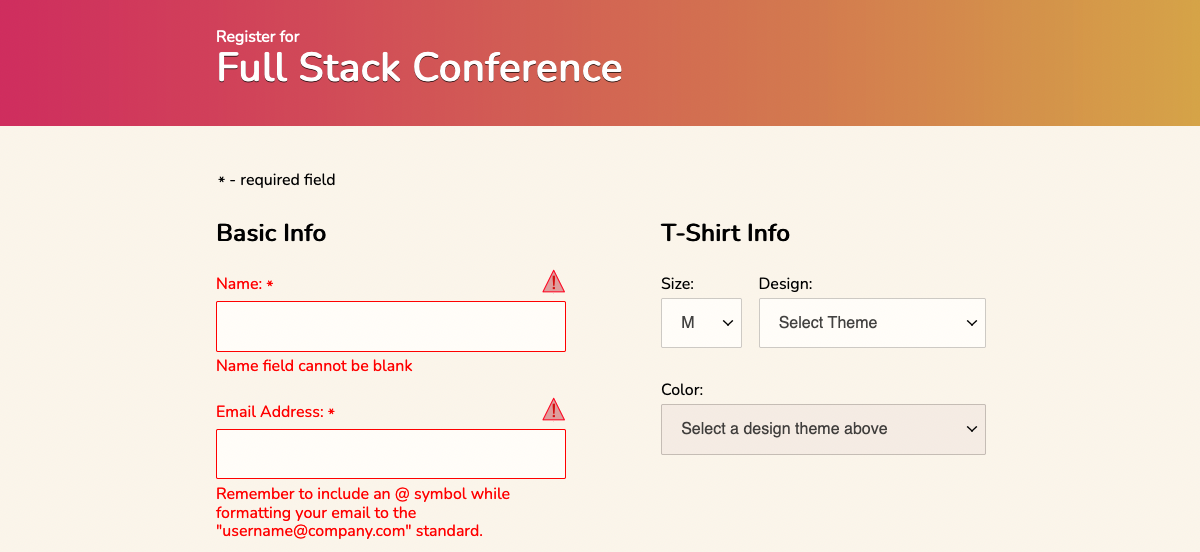 Register for
Full Stack Conference
* - required field
Basic Info
Name: *
Name field cannot be blank
Email Address: *
Remember to include an @ symbol while
formatting your email to the
"username@company.com" standard.
T-Shirt Info
Size:
Design:
M
Select Theme
Color:
Select a design theme above